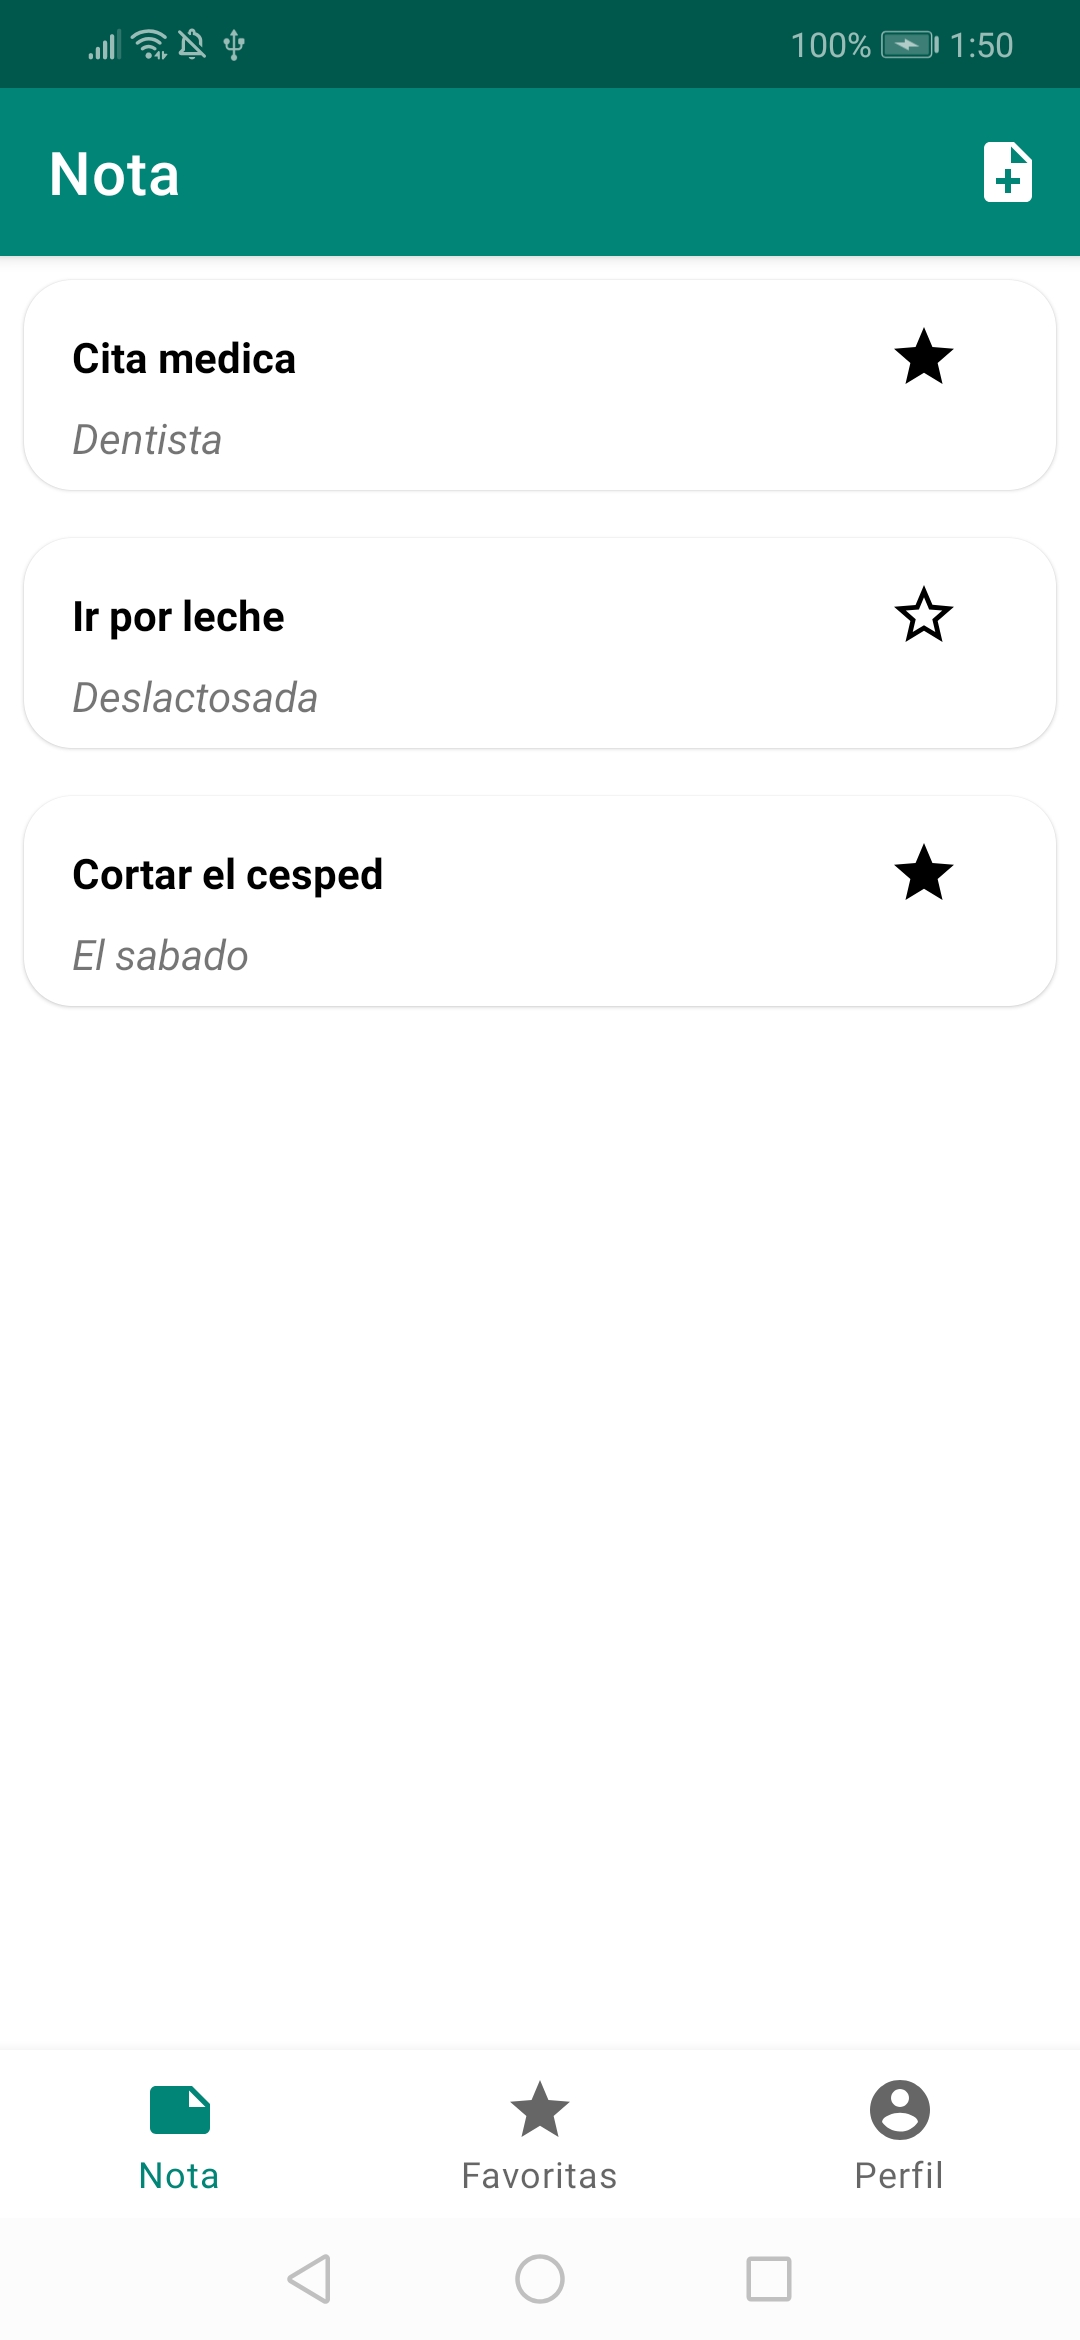 100% 1:50
Nota
Cita medica
Dentista
Ir por leche
Deslactosada
Cortar el cesped
El sabado
Nota Favoritas Perfil